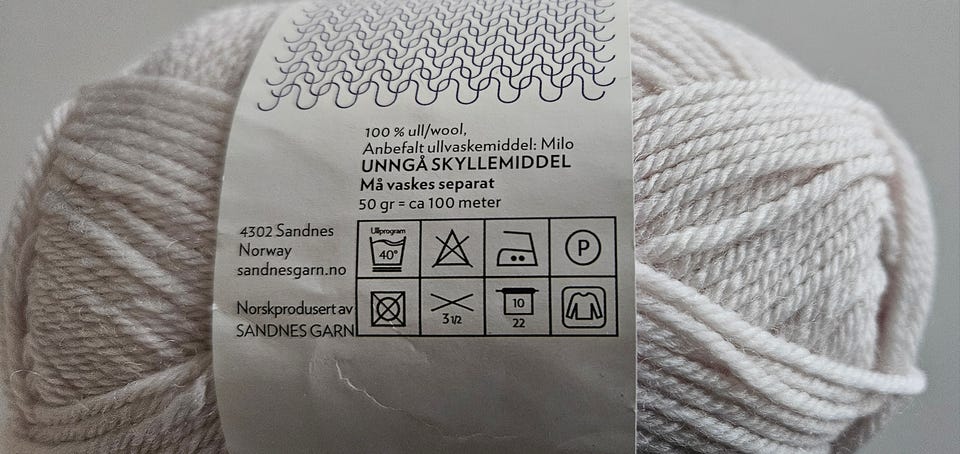 100 % ull/wool,
Anbefalt ullvaskemiddel: Milo
UNNGÅ SKYLLEMIDDEL
Må vaskes separat
50 gr = ca 100 meter
4302 Sandnes
Norway
sandnesgarn.no
Norskprodusert av
SANDNES GARN
Ullprogram
40°
P
3 1/2
10
22